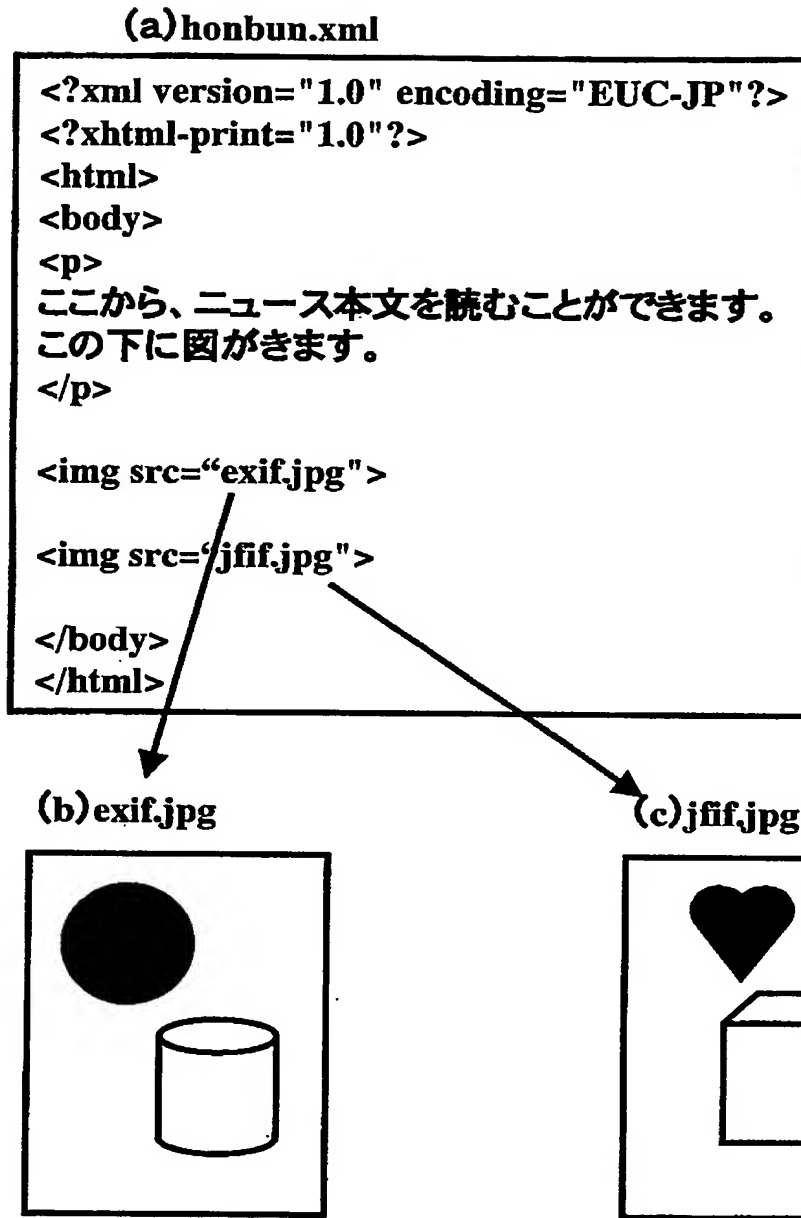 (a)honbun.xml
<?xml version="1.0" encoding="EUC-JP"?>
<?xhtml-print="1.0"?>
<html>
<body>
<p>
ここから、ニュース本文を読むことができます。
この下に図がきます。
</p>
<img src=“exif.jpg">
<img src=“jfif.jpg">
</body>
</html>
(b)exif.jpg
(c)jfif.jpg